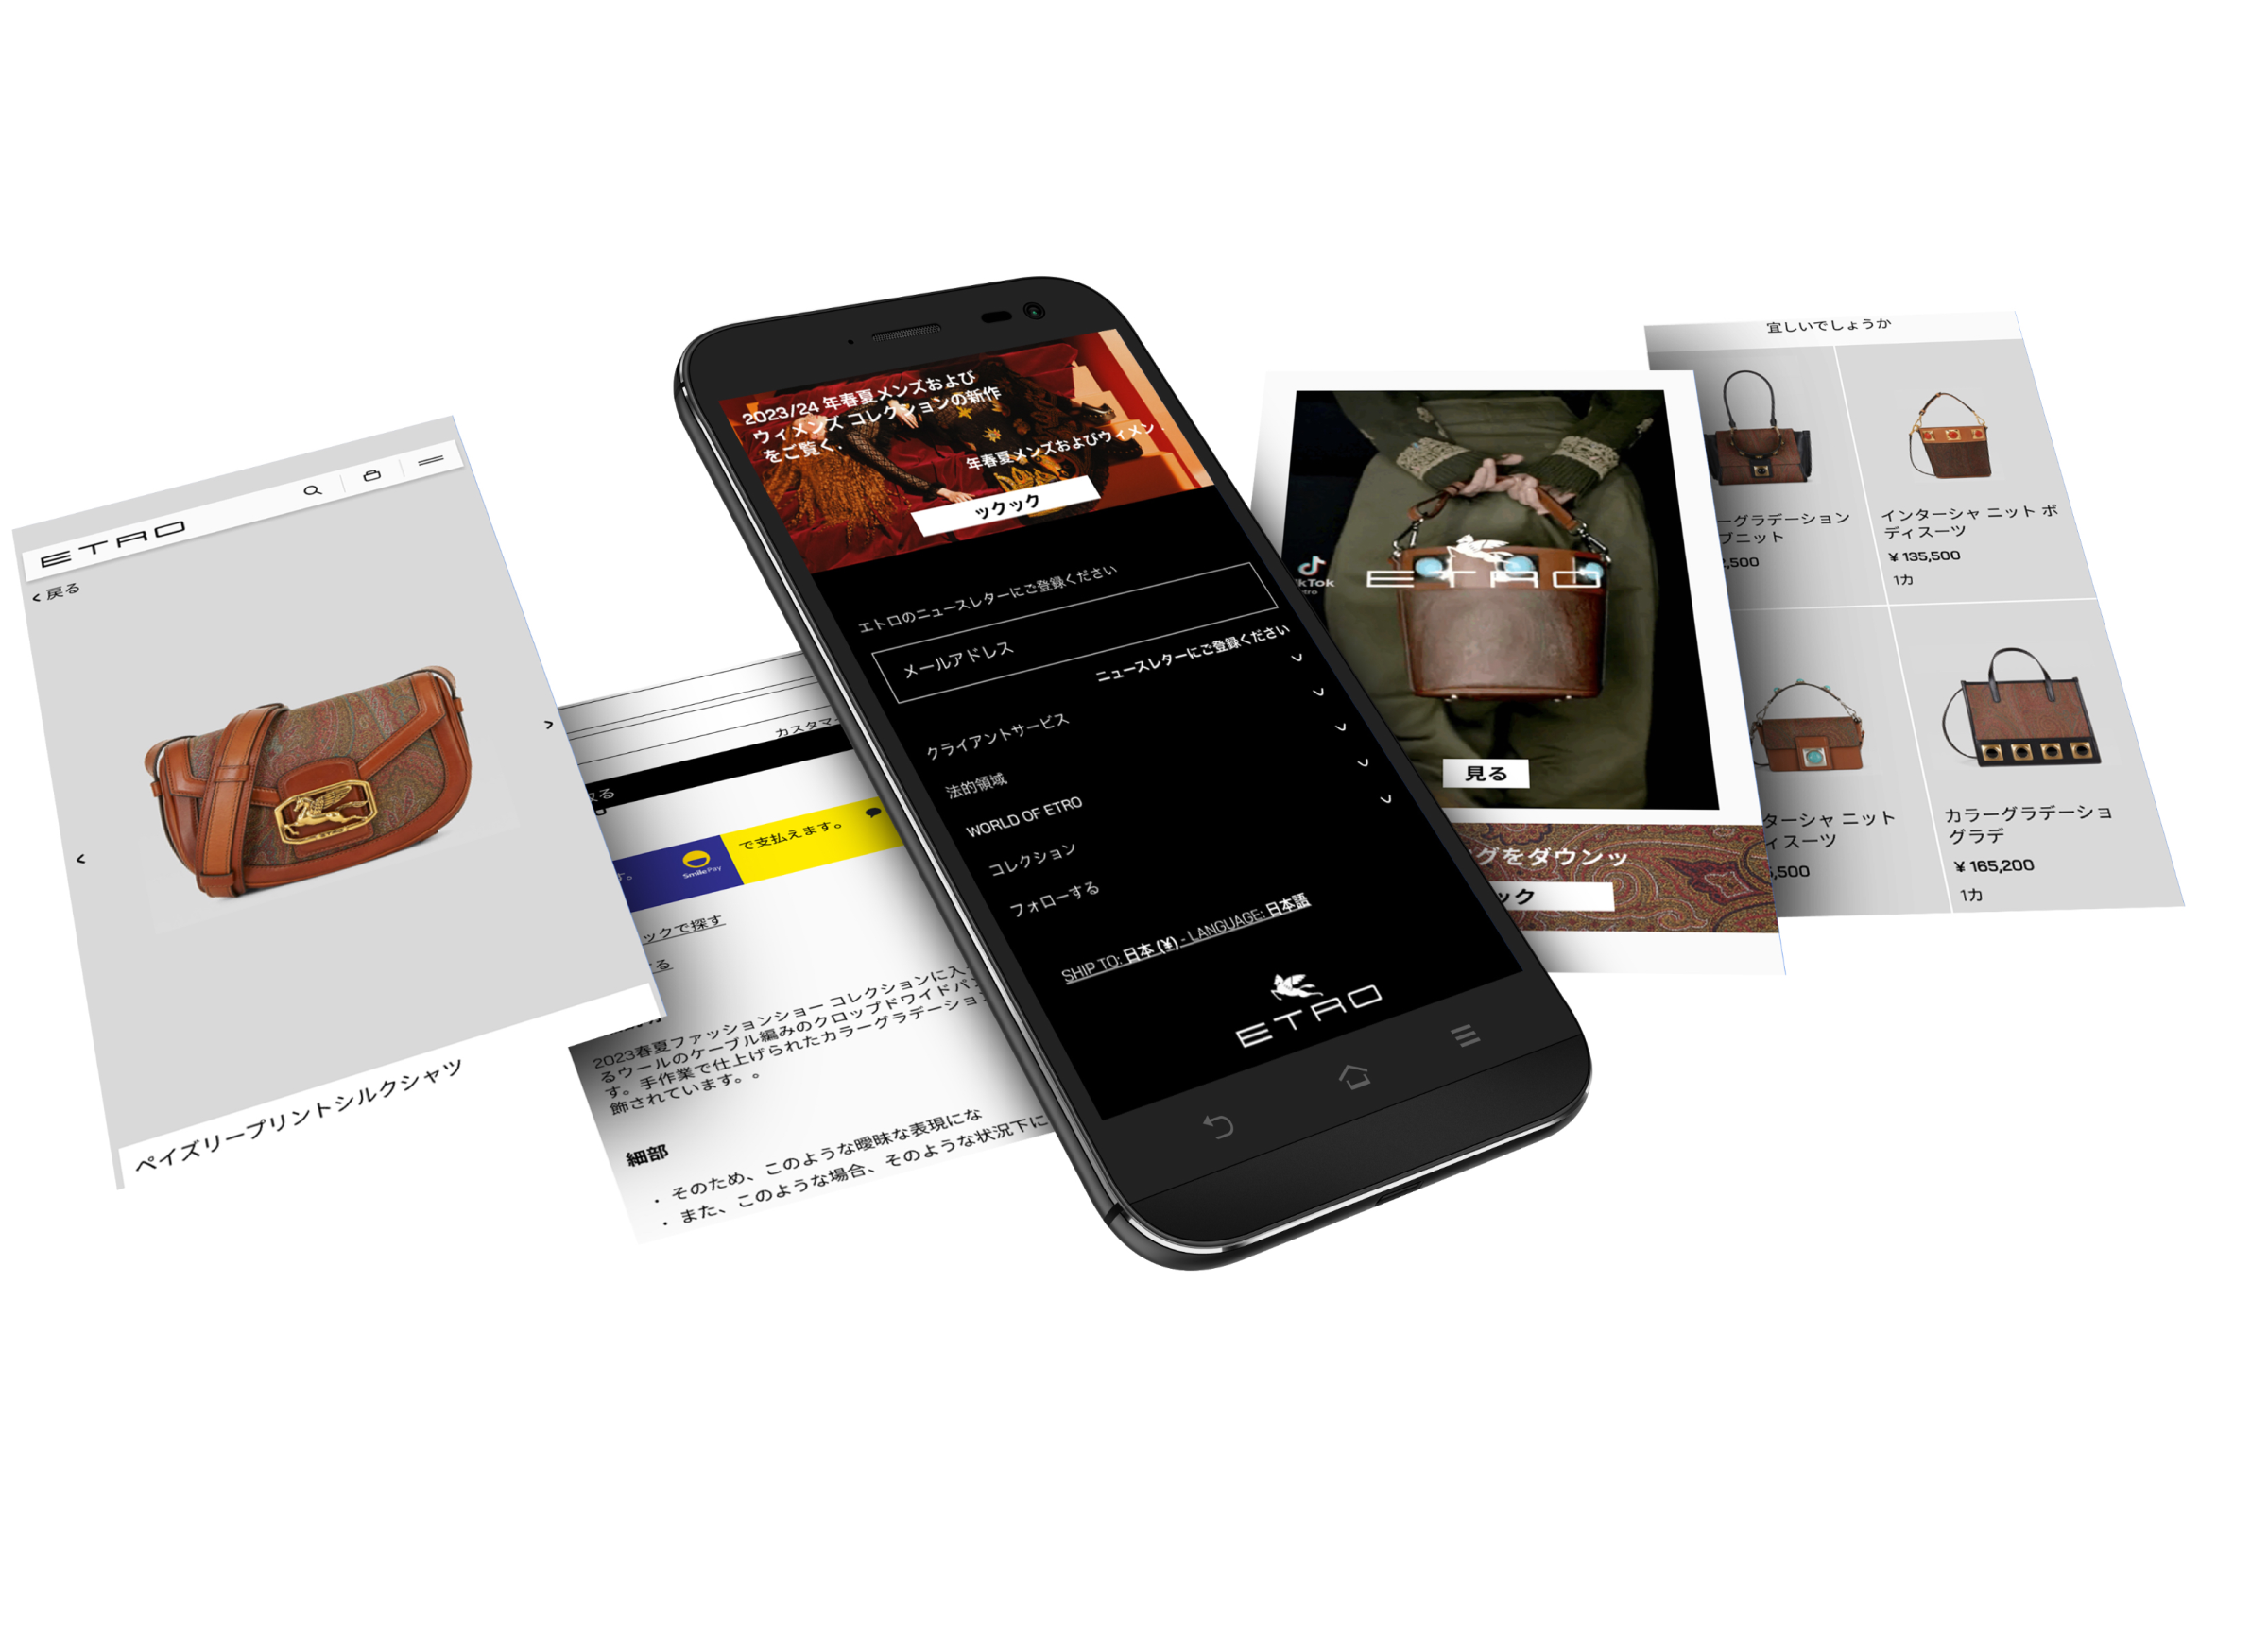 ETRO
戻る
ペイズリープリントシルクシャツ
で支払えます。
す。
Smile Pay
ックで探す
る
2023春夏ファッションショー コレクションに入
るウールのケーブル編みのクロップドワイドパ
す。手作業で仕上げられたカラーグラデーショ
飾されています。。
細部
そのため、このような曖昧な表現にな
また、このような場合、そのような状況下に
2023/24 年春夏メンズおよび
ウィメンズ コレクションの新作
をご覧く.
年春夏メンズおよびウィメン .
ックック
エトロのニュースレターにご登録ください
メールアドレス
ニュースレターにご登録ください
クライアントサービス
法的領域
WORLD OF ETRO
コレクション
フォローする
SHIP TO: 日本 (¥) - LANGUAGE: 日本語
ETRO
ikTok
ETRO
見る
グをダウンッ
ック
宜しいでしょうか
ーグラデーション
ブニット
,500
インターシャ ニット ボ
ディスーツ
¥ 135,500
1カ
ターシャ ニット
ィスーツ
,500
カラーグラデーショ
グラデ
¥ 165,200
1カ